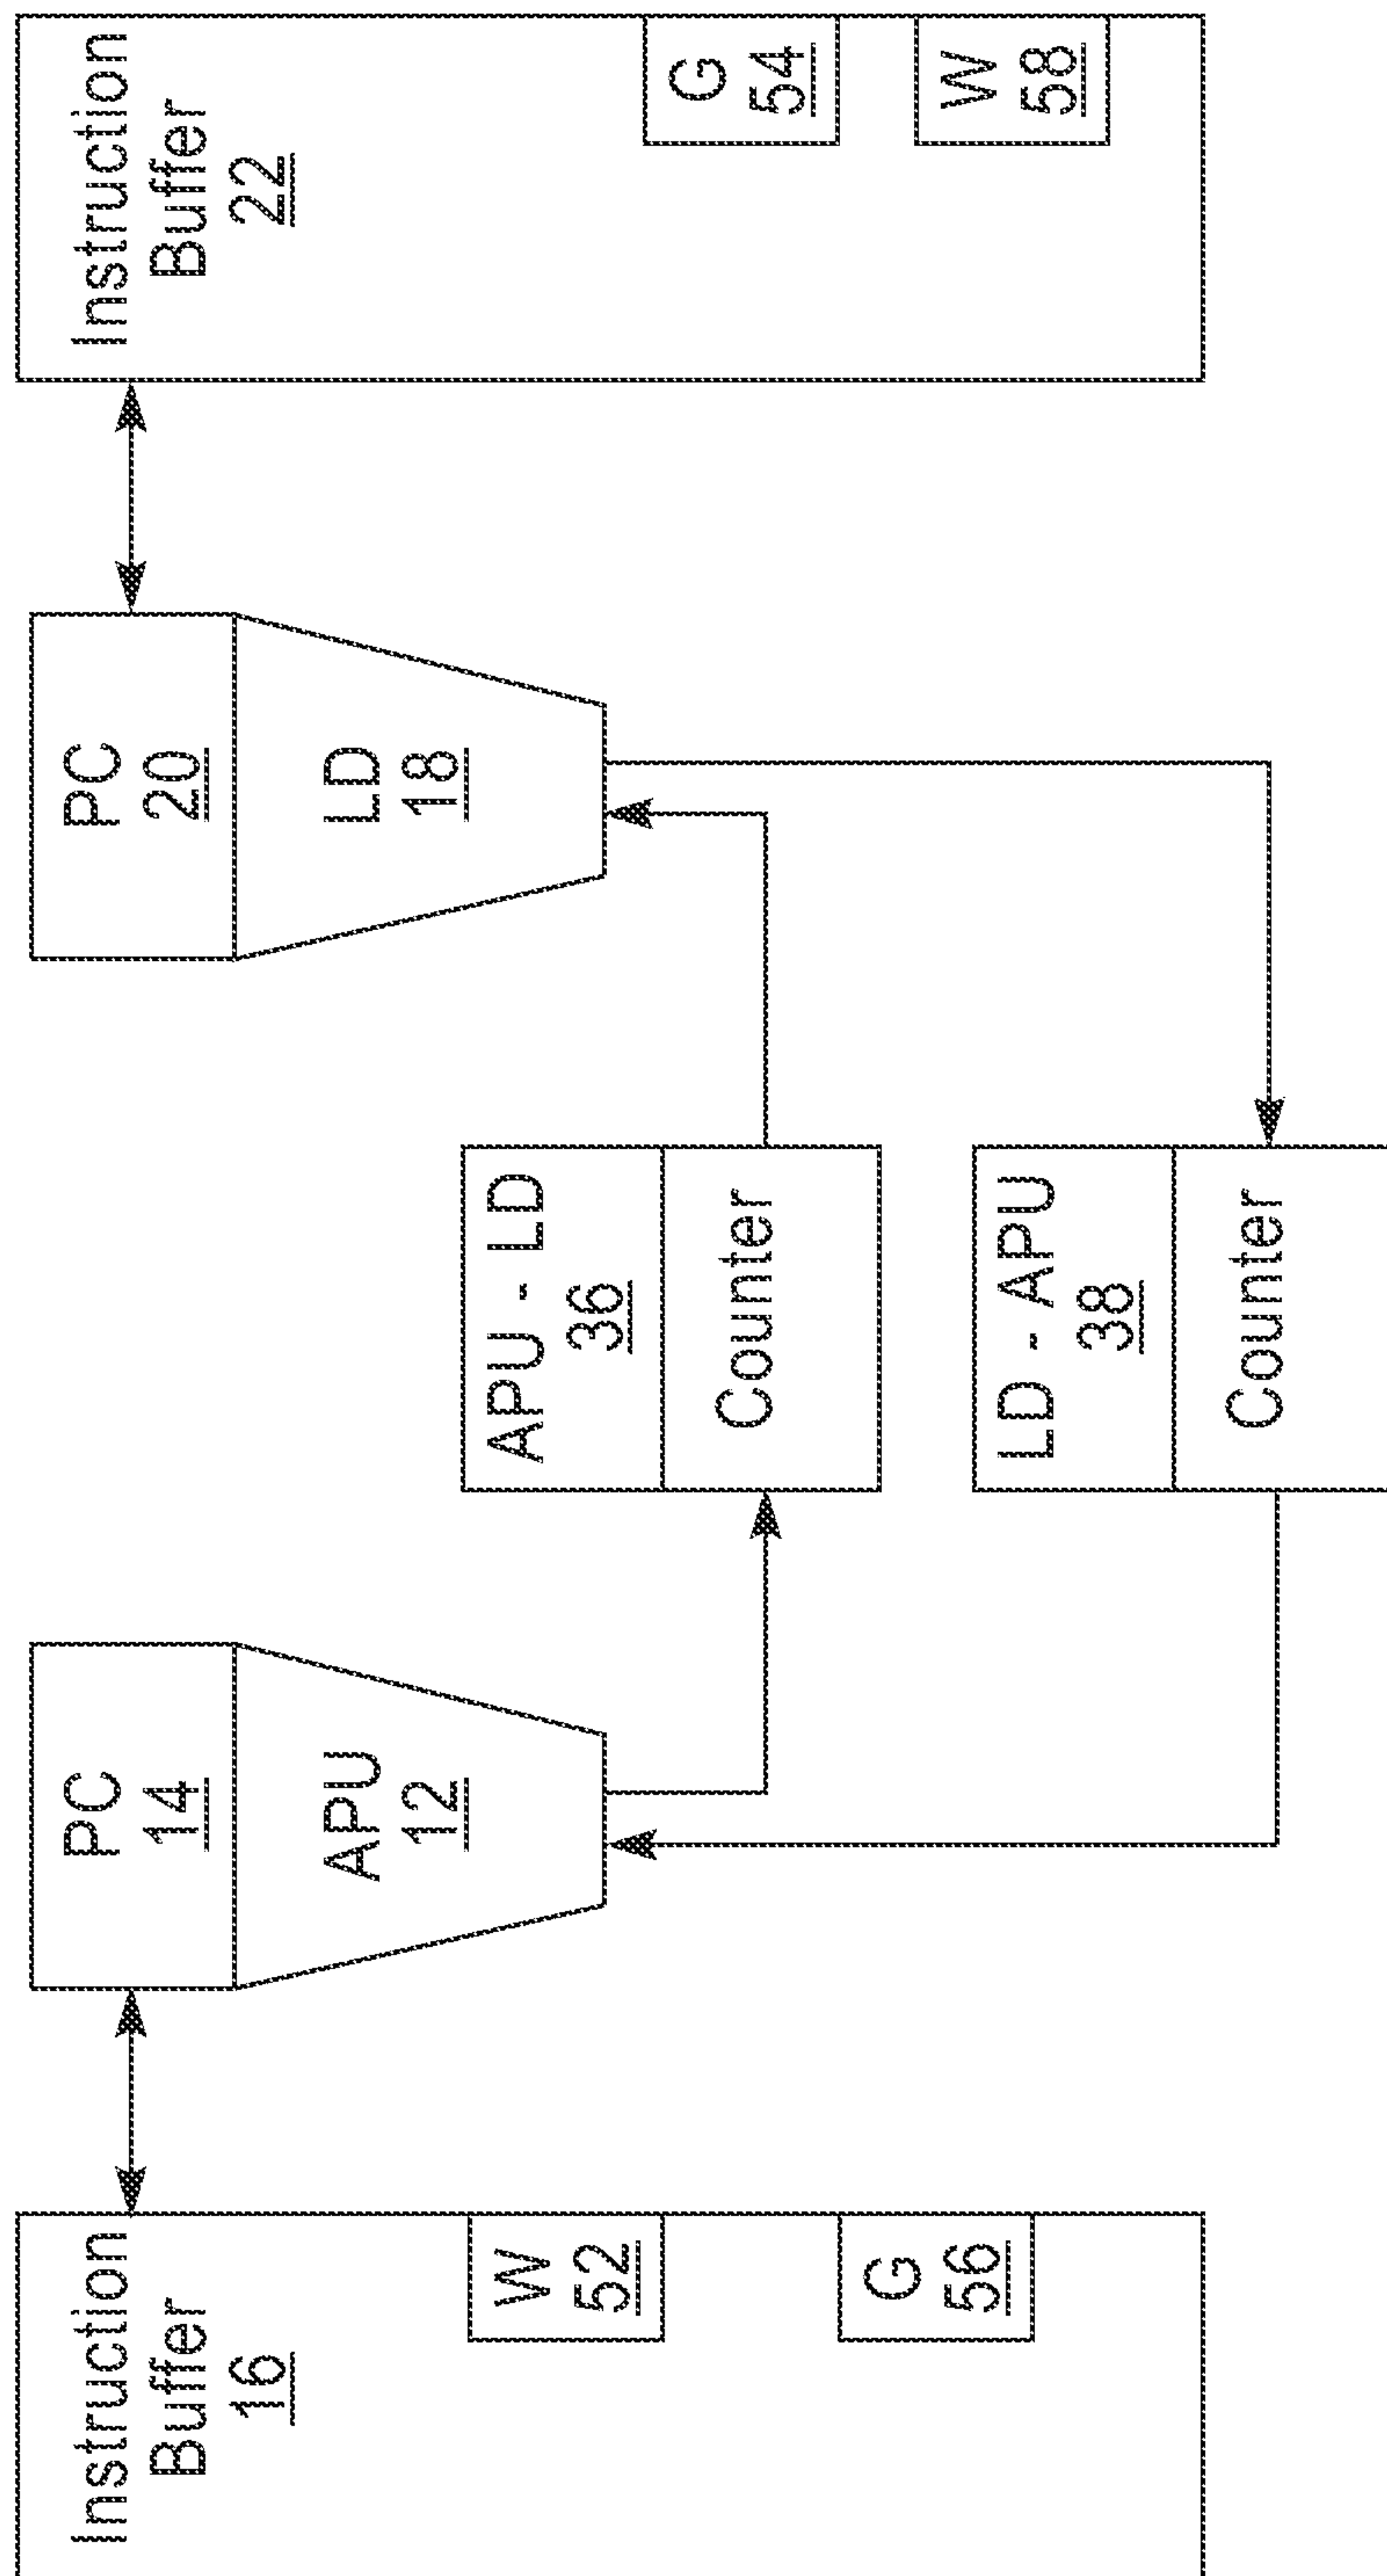 Instruction
Buffer
16
W
52
G
56
PC
14
APU
12
APU - LD
36
Counter
LD - APU
38
Counter
PC
20
LD
18
Instruction
Buffer
22
G
54
W
58